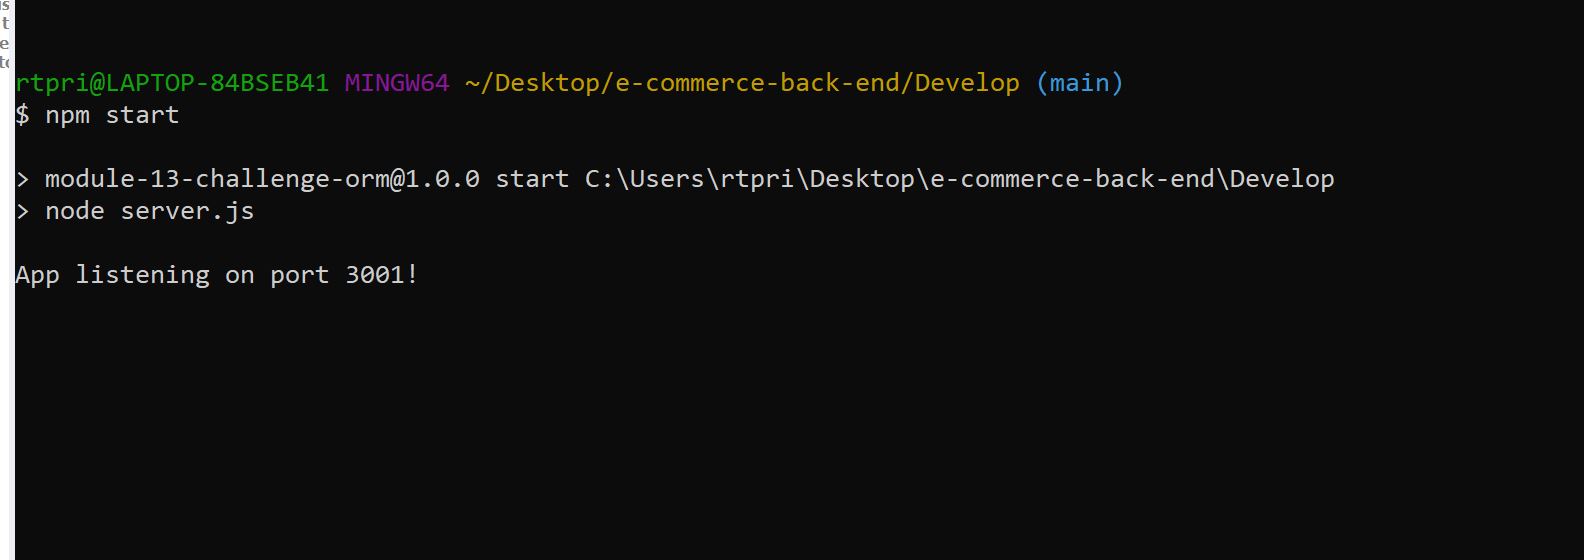 rtpri@LAPTOP-84BSEB41 MINGW64 ~/Desktop/e-commerce-back-end/Develop (main)
$ npm start
> module-13-challenge-orm@1.0.0 start C:\Users\rtpri\Desktop\e-commerce-back-end\Develop
> node server.js
App listening on port 3001!